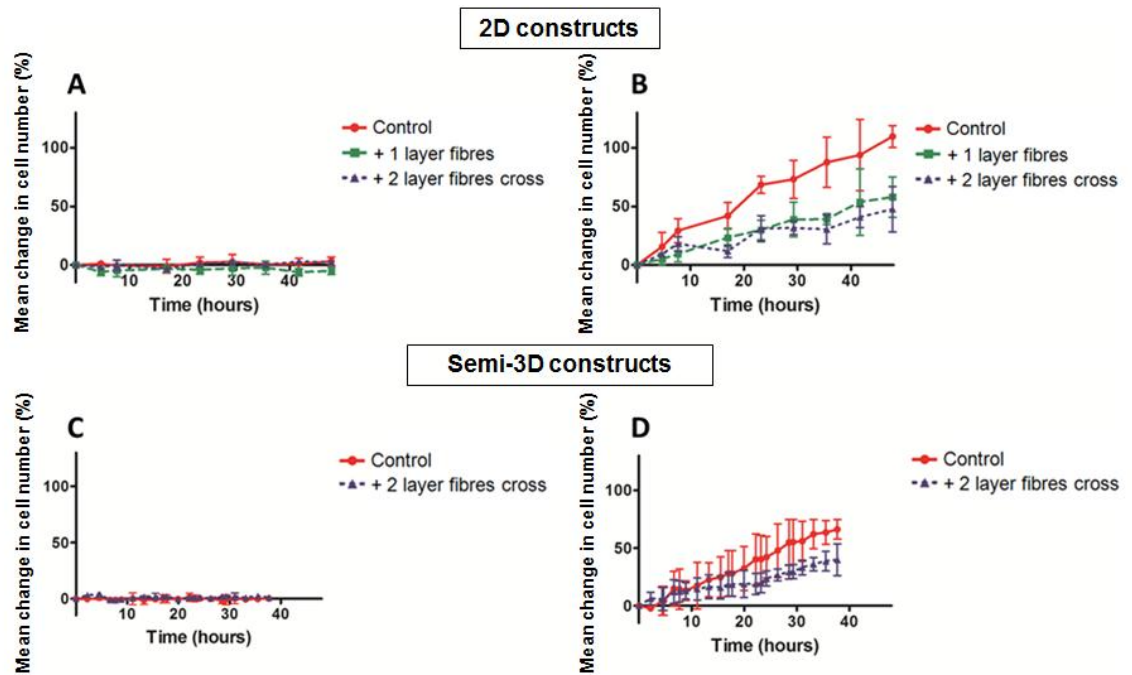 2D constructs
A
Mean change in cell number (%)
100
50
0
10
20
30
40
Time (hours)
Control
+ 1 layer fibres
+ 2 layer fibres cross
B
Mean change in cell number (%)
100
50
0
10
20
30
40
Time (hours)
Control
+ 1 layer fibres
+ 2 layer fibres cross
Semi-3D constructs
C
Mean change in cell number (%)
100
50
0
10
20
30
40
Time (hours)
Control
+ 2 layer fibres cross
D
Mean change in cell number (%)
100
50
0
10
20
30
40
Time (hours)
Control
+ 2 layer fibres cross